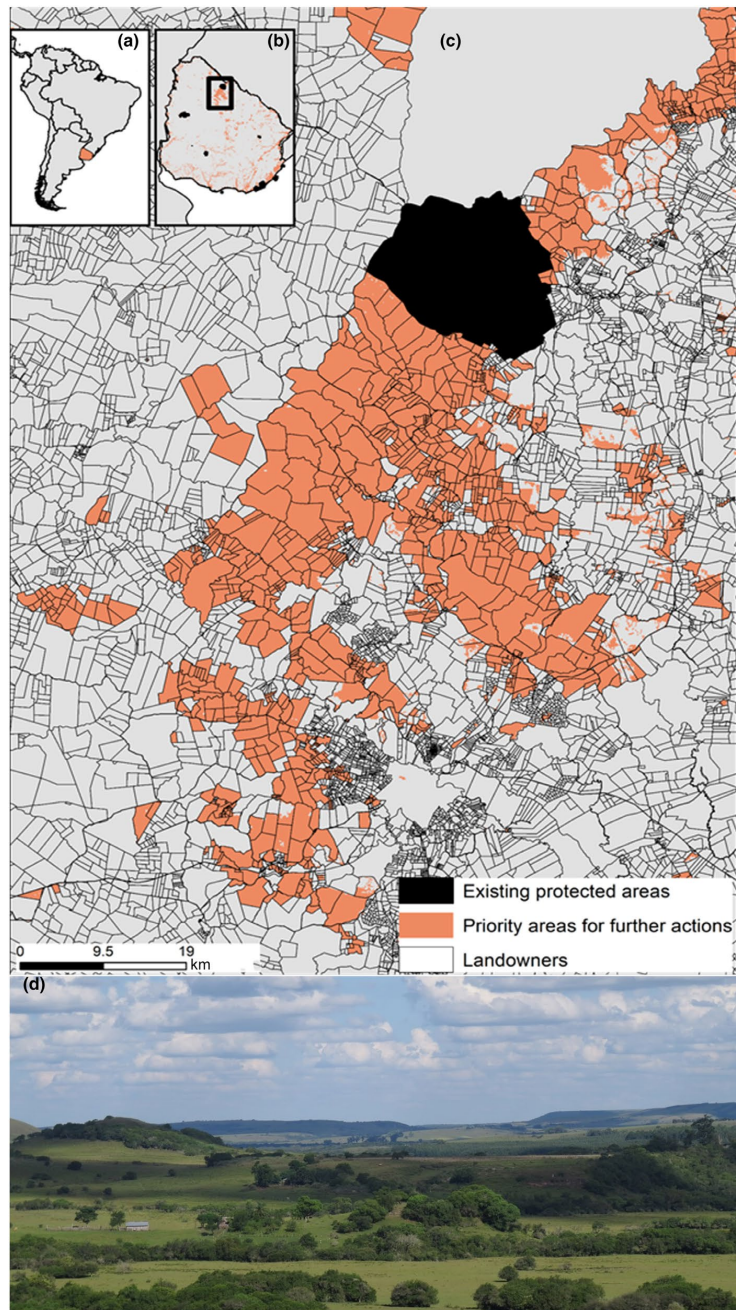 (a)
(b)
(c)
Existing protected areas
Priority areas for further actions
Landowners
0 9.5 19
km
(d)